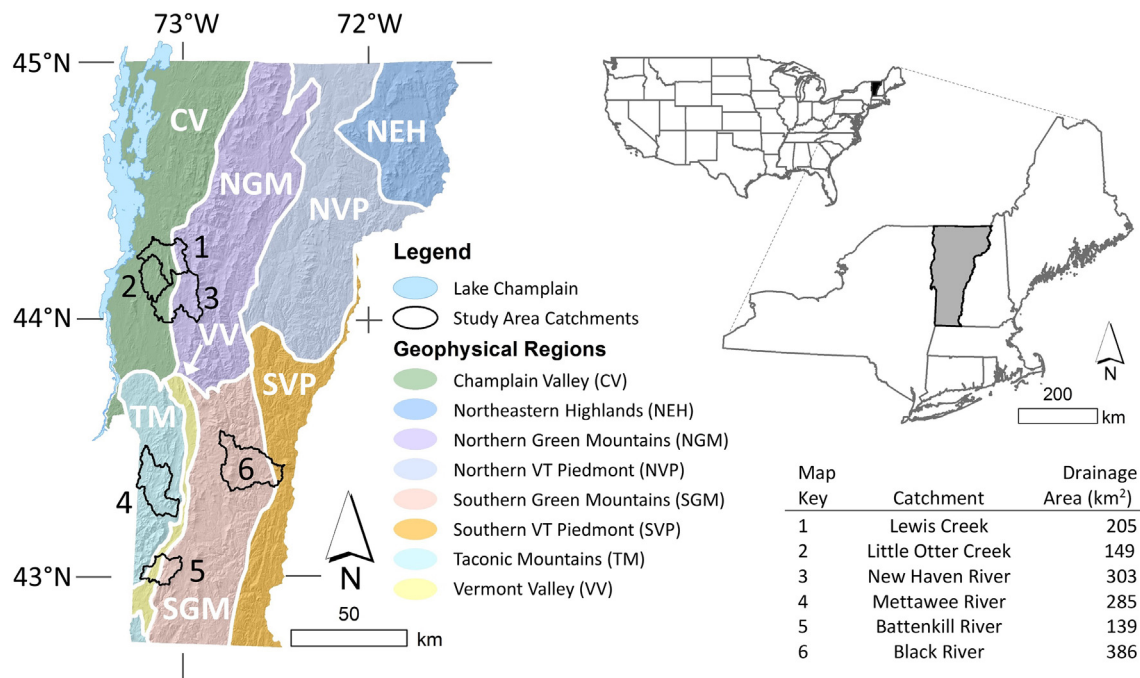 73°W
72°W
45°N
CV
NEH
NGM
NVP
1
2
3
44°N
VV
SVP
TM
4
6
5
43°N
SGM
N
50
km
Legend
Lake Champlain
Study Area Catchments
Geophysical Regions
Champlain Valley (CV)
Northeastern Highlands (NEH)
Northern Green Mountains (NGM)
Northern VT Piedmont (NVP)
Southern Green Mountains (SGM)
Southern VT Piedmont (SVP)
Taconic Mountains (TM)
Vermont Valley (VV)
N
200
km
Map Drainage
Key Catchment Area (km²)
1 Lewis Creek 205
2 Little Otter Creek 149
3 New Haven River 303
4 Mettawee River 285
5 Battenkill River 139
6 Black River 386